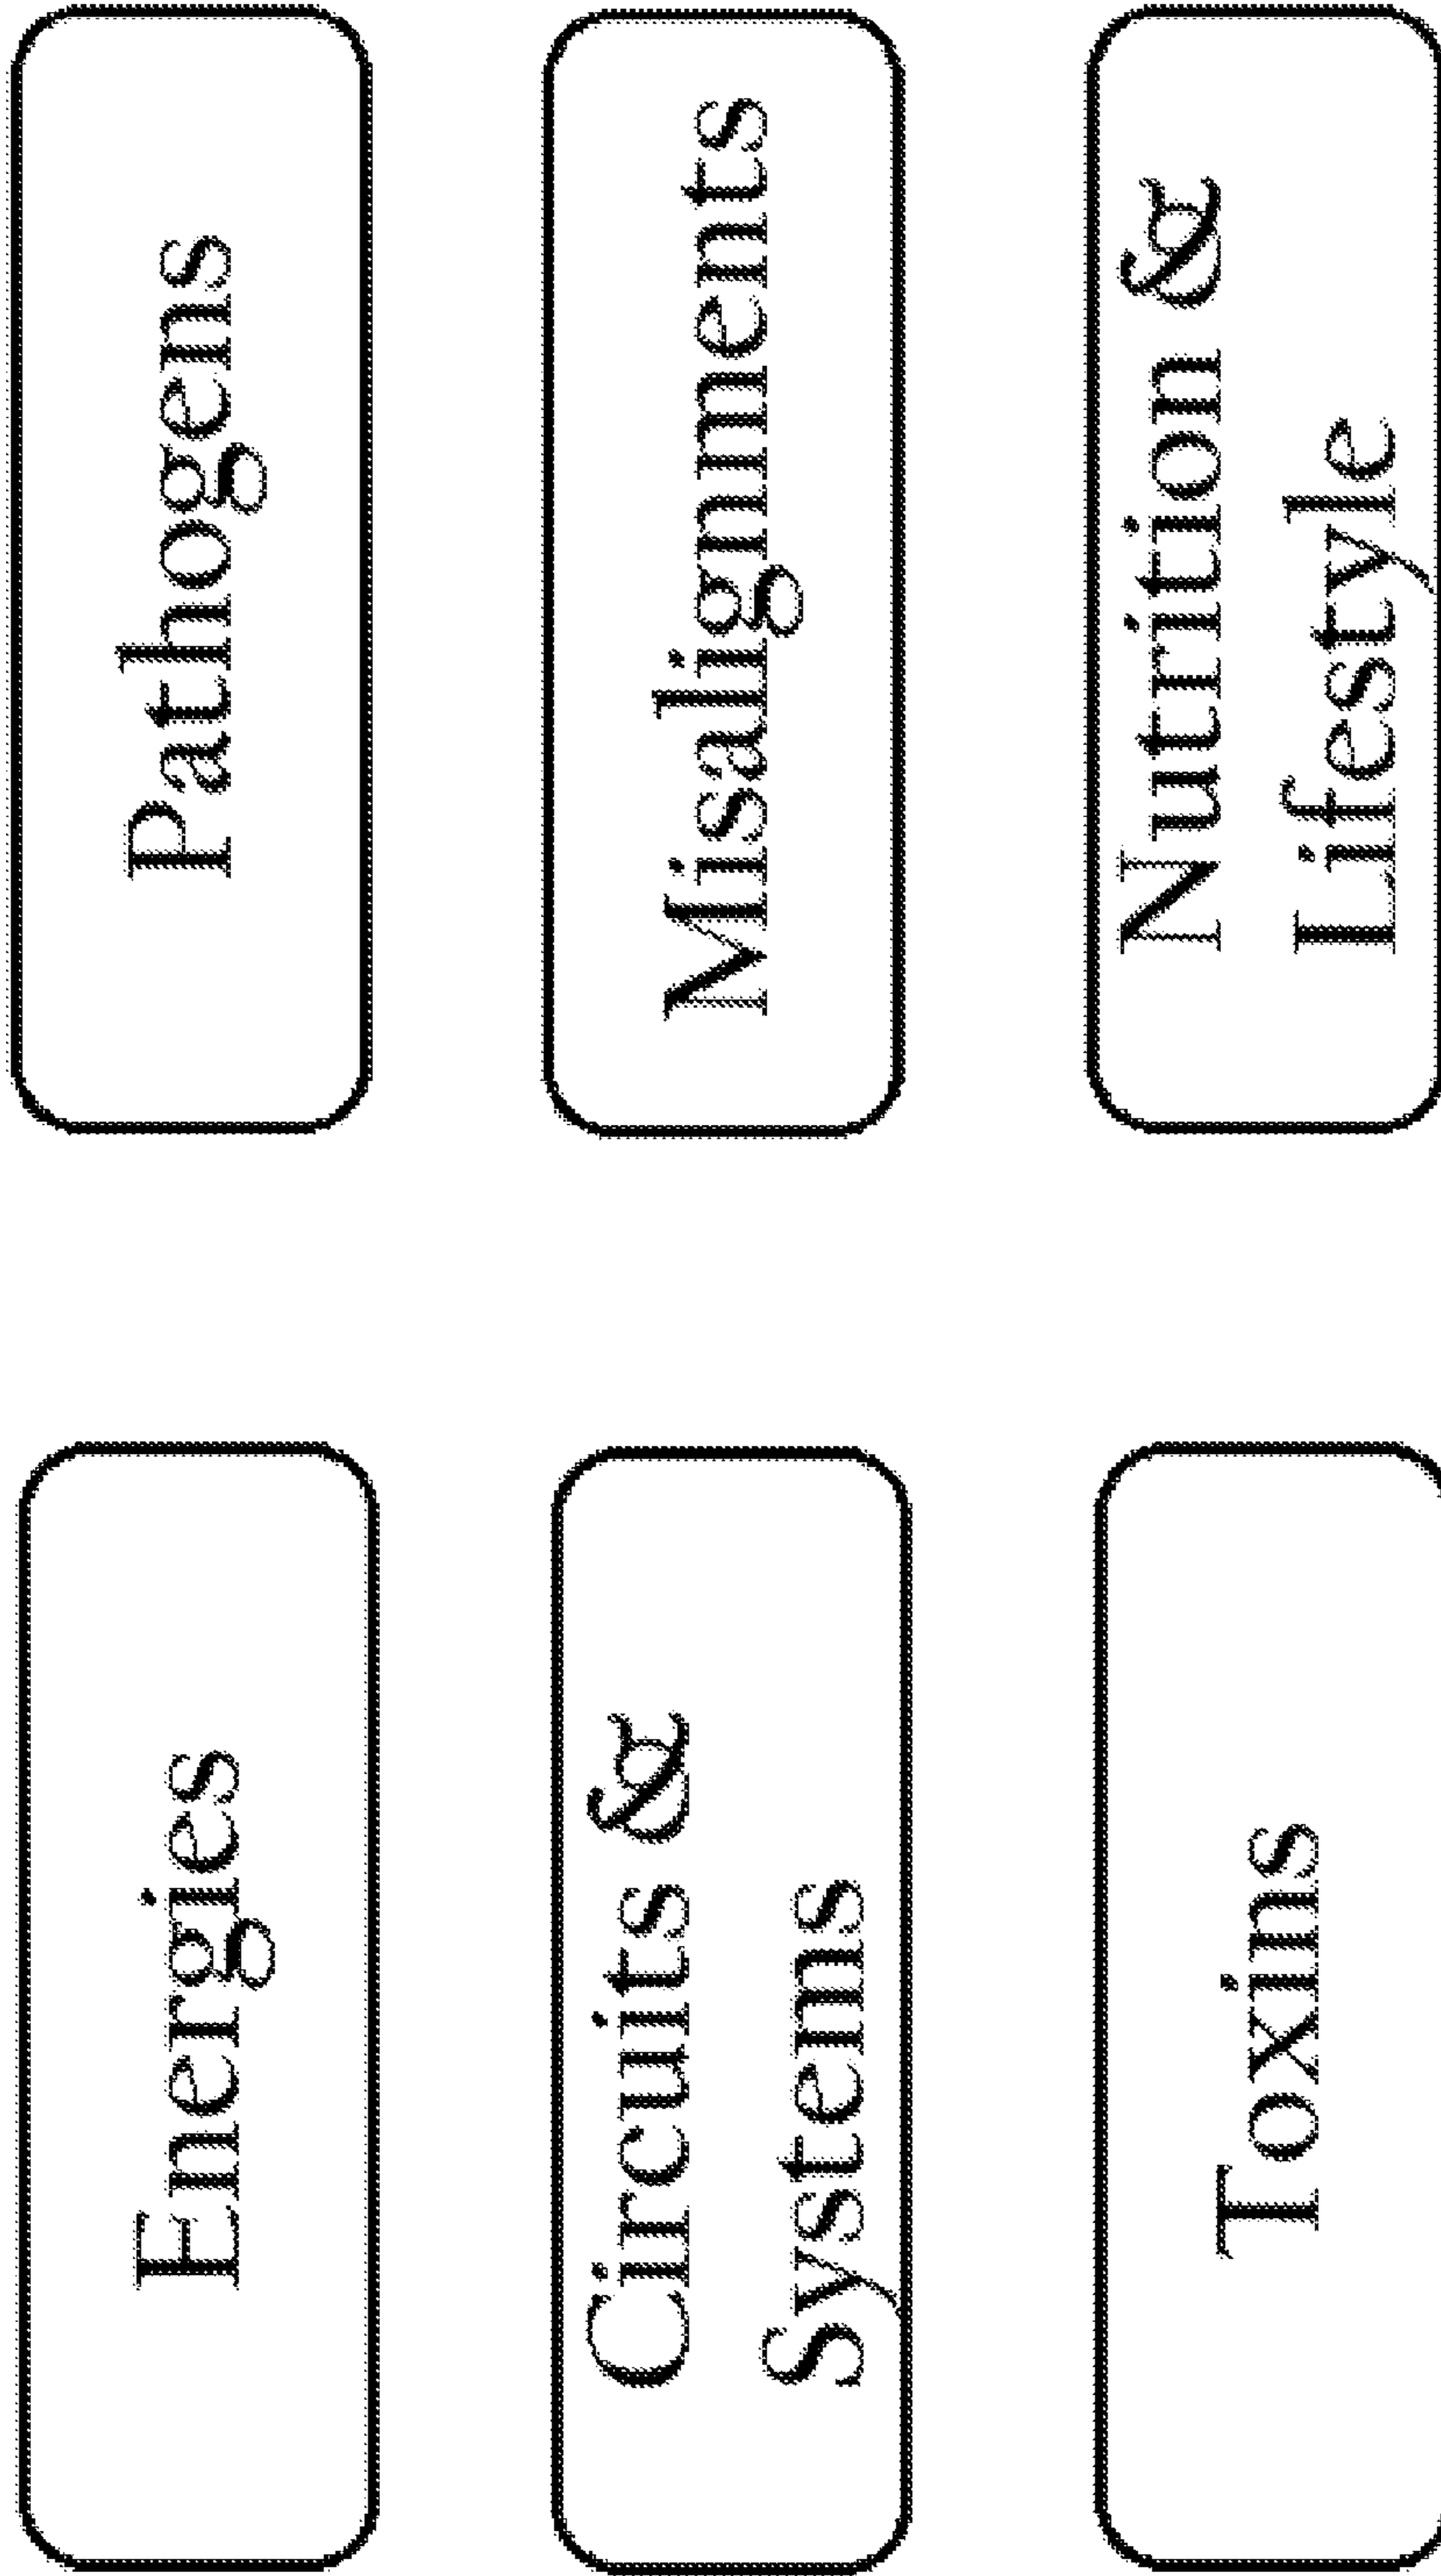 Energies
Pathogens
Circuits &
Systems
Misalignments
Toxins
Nutrition &
Lifestyle